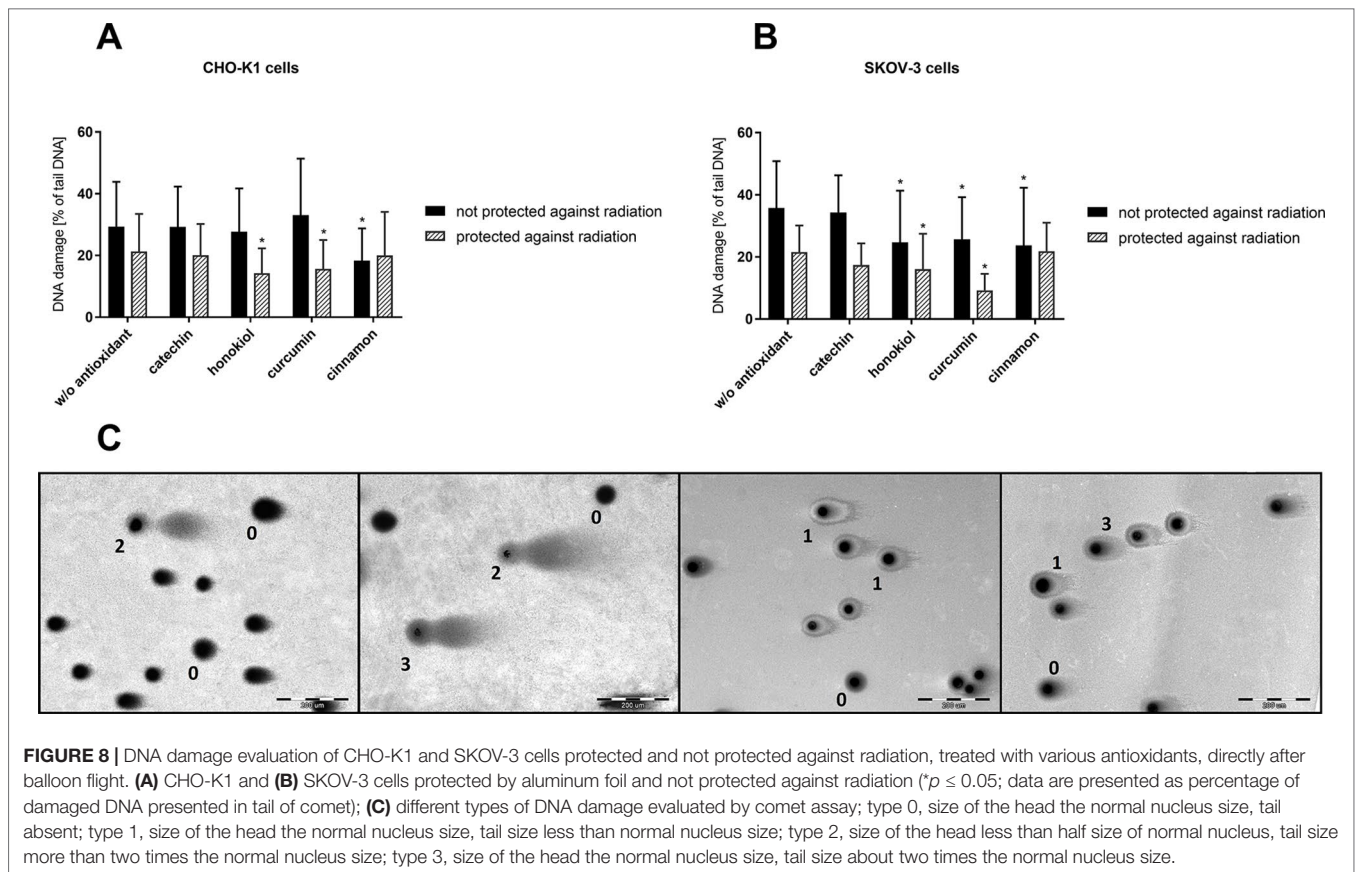 A
CHO-K1 cells
DNA damage [% of tail DNA]
60
40
20
0
*
*
*
w/o antioxidant
catechin
honokiol
curcumin
cinnamon
not protected against radiation
protected against radiation
B
SKOV-3 cells
DNA damage [% of tail DNA]
60
40
20
0
*
*
*
*
*
w/o antioxidant
catechin
honokiol
curcumin
cinnamon
not protected against radiation
protected against radiation
C
2
0
0
200 um
0
2
3
200 um
1
1
0
200 um
3
1
0
200 um
FIGURE 8 | DNA damage evaluation of CHO-K1 and SKOV-3 cells protected and not protected against radiation, treated with various antioxidants, directly after
balloon flight. (A) CHO-K1 and (B) SKOV-3 cells protected by aluminum foil and not protected against radiation (*p ≤ 0.05; data are presented as percentage of
damaged DNA presented in tail of comet); (C) different types of DNA damage evaluated by comet assay; type 0, size of the head the normal nucleus size, tail
absent; type 1, size of the head the normal nucleus size, tail size less than normal nucleus size; type 2, size of the head less than half size of normal nucleus, tail size
more than two times the normal nucleus size; type 3, size of the head the normal nucleus size, tail size about two times the normal nucleus size.